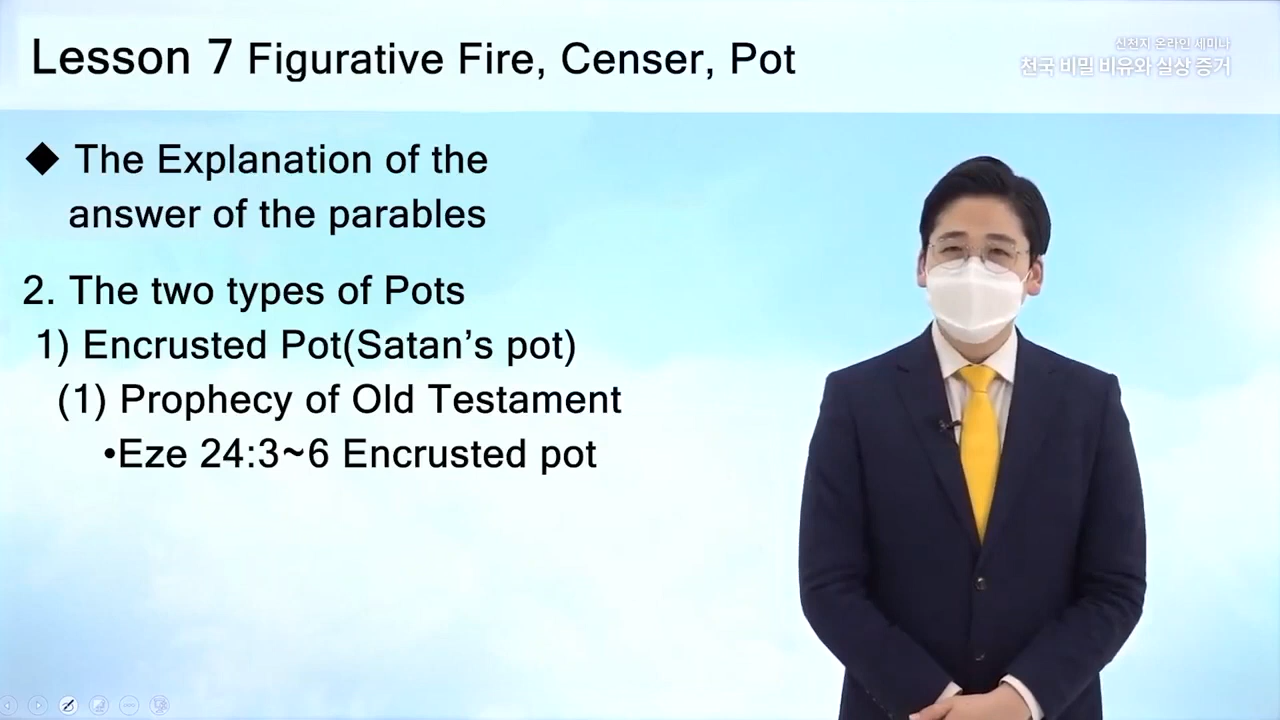 Lesson 7 Figurative Fire, Censer, Pot
신천지 온라인 세미나
천국 비밀 비유와 실상 증거
◆ The Explanation of the
answer of the parables
2. The two types of Pots
1) Encrusted Pot(Satan's pot)
(1) Prophecy of Old Testament
•Eze 24:3~6 Encrusted pot